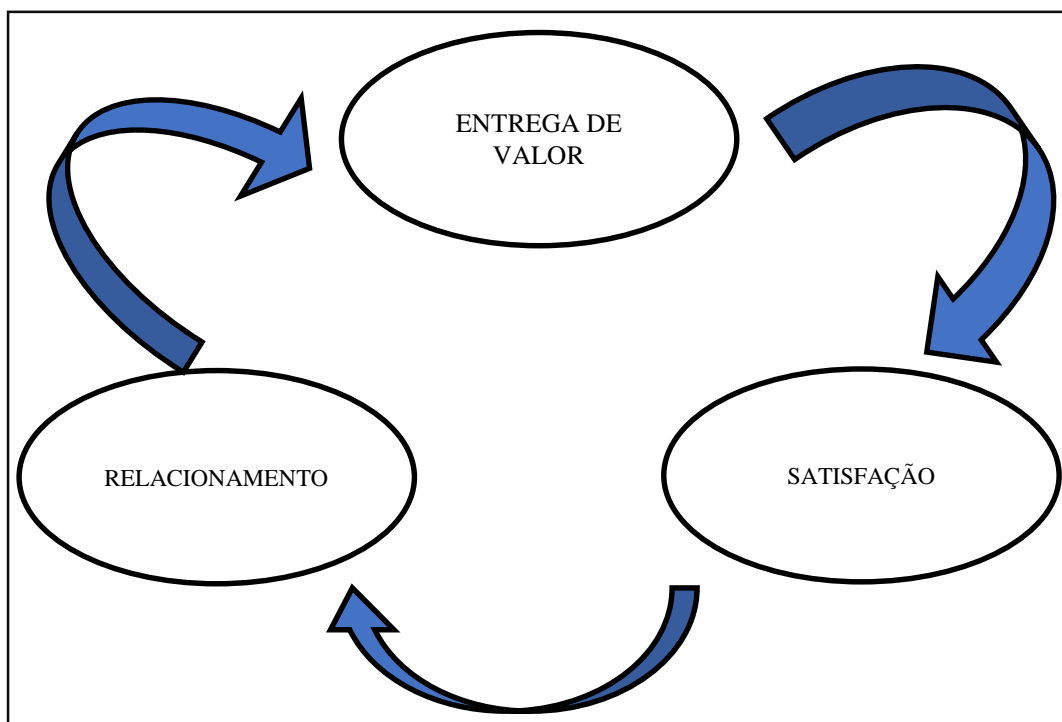 ENTREGA DE
VALOR
RELACIONAMENTO
SATISFAÇÃO